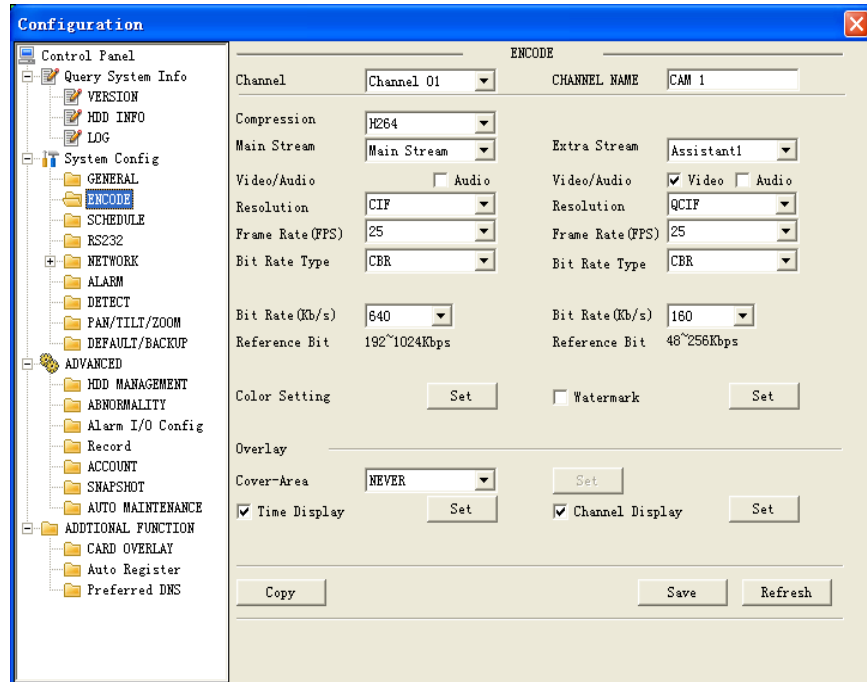 Configuration
Control Panel
Query System Info
VERSION
HDD INFO
LOG
System Config
GENERAL
ENCODE
SCHEDULE
RS232
NETWORK
ALARM
DETECT
PAN/TILT/ZOOM
DEFAULT/BACKUP
ADVANCED
HDD MANAGEMENT
ABNORMALITY
Alarm I/O Config
Record
ACCOUNT
SNAPSHOT
AUTO MAINTENANCE
ADDTIONAL FUNCTION
CARD OVERLAY
Auto Register
Preferred DNS
ENCODE
Channel Channel 01 CHANNEL NAME CAM 1
Compression H264
Main Stream Main Stream Extra Stream Assistant1
Video/Audio Audio Video/Audio Video Audio
Resolution CIF Resolution QCIF
Frame Rate(FPS) 25 Frame Rate(FPS) 25
Bit Rate Type CBR Bit Rate Type CBR
Bit Rate(Kb/s) 640 Bit Rate(Kb/s) 160
Reference Bit 192~1024Kbps Reference Bit 48~256Kbps
Color Setting Set Watermark Set
Overlay
Cover-Area NEVER Set
Time Display Set Channel Display Set
Copy Save Refresh